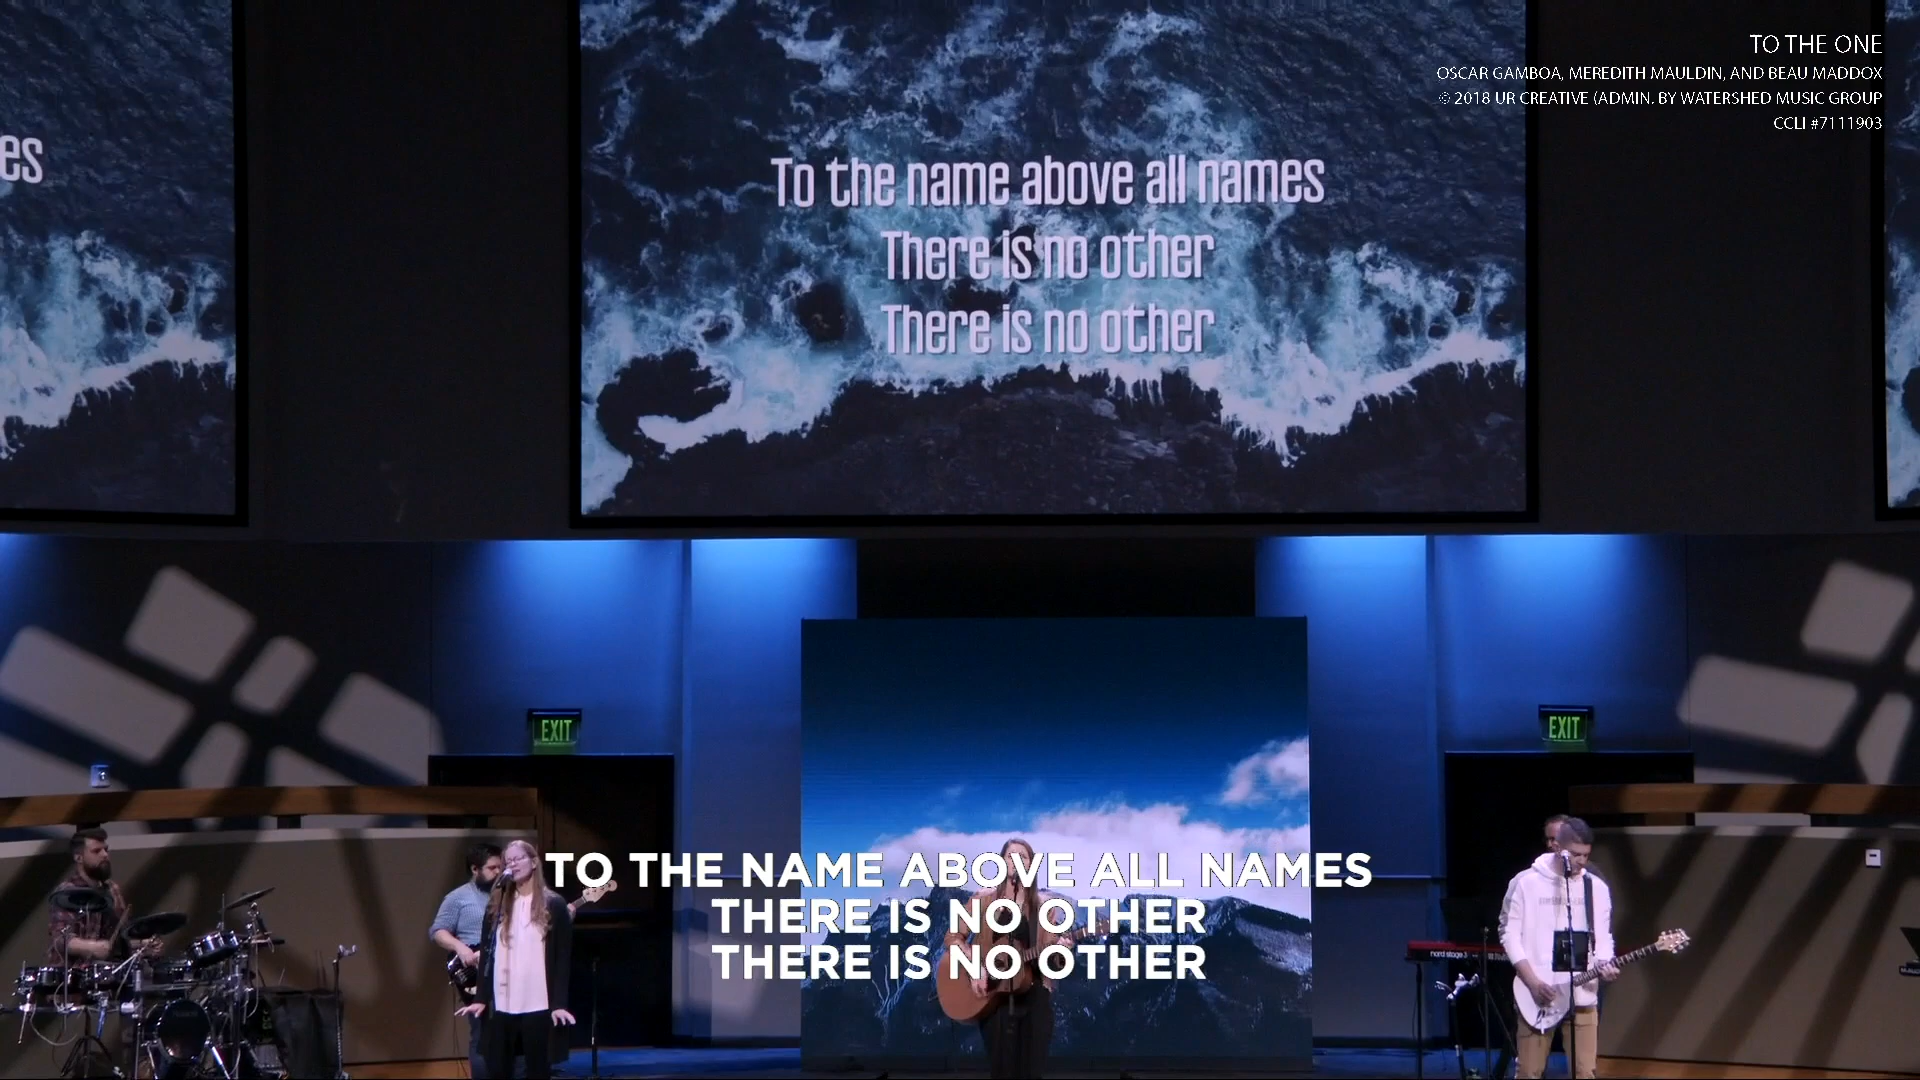 TO THE ONE
OSCAR GAMBOA, MEREDITH MAULDIN, AND BEAU MADDOX
© 2018 UR CREATIVE (ADMIN. BY WATERSHED MUSIC GROUP
CCLI #7111903
es
To the name above all names
There is no other
There is no other
EXIT
EXIT
TO THE NAME ABOVE ALL NAMES
THERE IS NO OTHER
THERE IS NO OTHER
nord stage